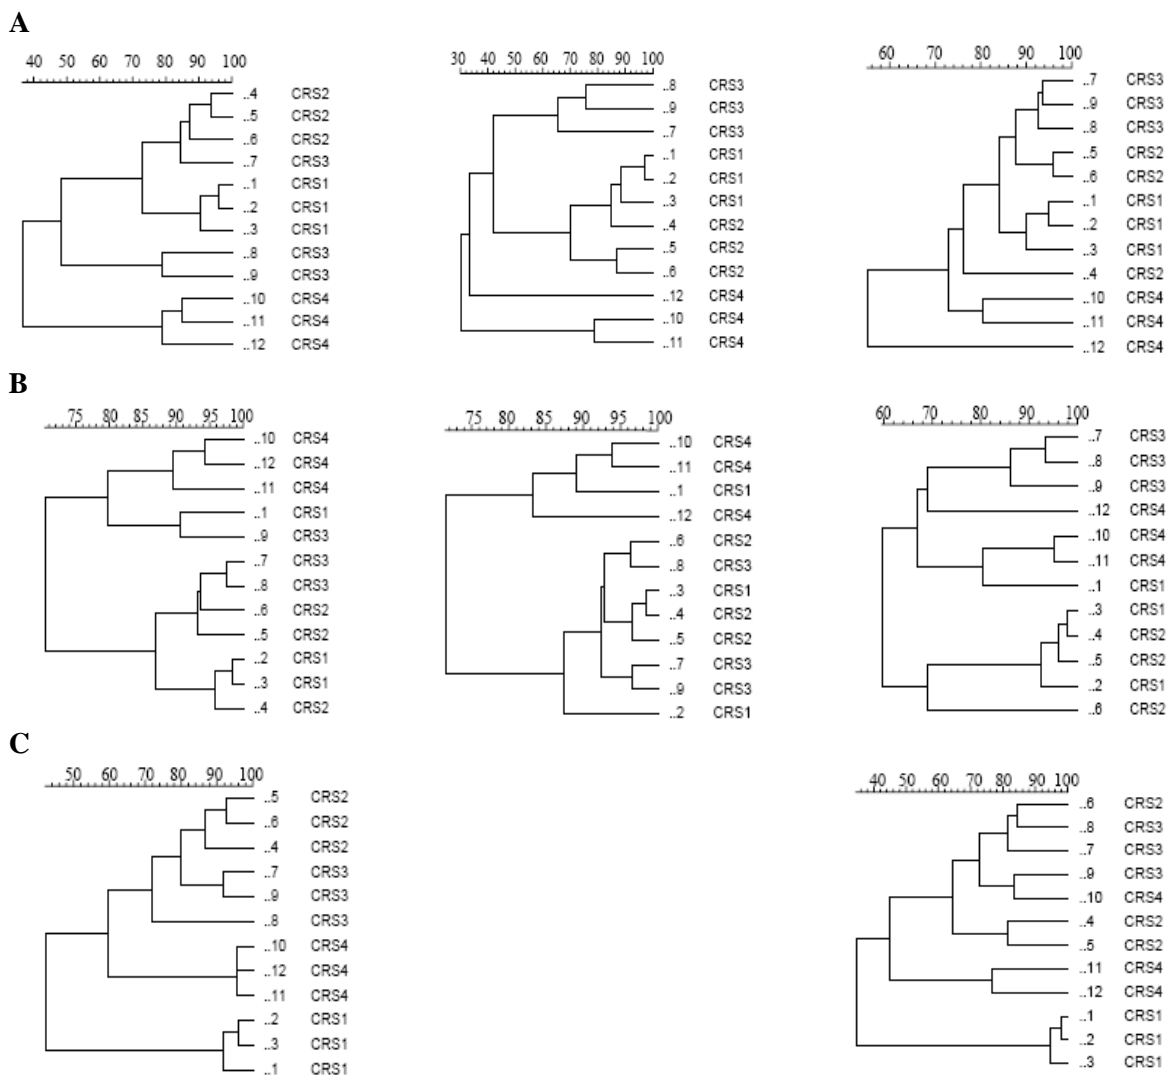 A
40 50 60 70 80 90 100
..4 CRS2
..5 CRS2
..6 CRS2
..7 CRS3
..1 CRS1
..2 CRS1
..3 CRS1
..8 CRS3
..9 CRS3
..10 CRS4
..11 CRS4
..12 CRS4
30 40 50 60 70 80 90 100
..8 CRS3
..9 CRS3
..7 CRS3
..1 CRS1
..2 CRS1
..3 CRS1
..4 CRS2
..5 CRS2
..6 CRS2
..12 CRS4
..10 CRS4
..11 CRS4
60 70 80 90 100
..7 CRS3
..9 CRS3
..8 CRS3
..5 CRS2
..6 CRS2
..1 CRS1
..2 CRS1
..3 CRS1
..4 CRS2
..10 CRS4
..11 CRS4
..12 CRS4
B
75 80 85 90 95 100
..10 CRS4
..12 CRS4
..11 CRS4
..1 CRS1
..9 CRS3
..7 CRS3
..8 CRS3
..6 CRS2
..5 CRS2
..2 CRS1
..3 CRS1
..4 CRS2
75 80 85 90 95 100
..10 CRS4
..11 CRS4
..1 CRS1
..12 CRS4
..6 CRS2
..8 CRS3
..3 CRS1
..4 CRS2
..5 CRS2
..7 CRS3
..9 CRS3
..2 CRS1
60 70 80 90 100
..7 CRS3
..8 CRS3
..9 CRS3
..12 CRS4
..10 CRS4
..11 CRS4
..1 CRS1
..3 CRS1
..4 CRS2
..5 CRS2
..2 CRS1
..6 CRS2
C
50 60 70 80 90 100
..5 CRS2
..6 CRS2
..4 CRS2
..7 CRS3
..9 CRS3
..8 CRS3
..10 CRS4
..12 CRS4
..11 CRS4
..2 CRS1
..3 CRS1
..1 CRS1
40 50 60 70 80 90 100
..6 CRS2
..8 CRS3
..7 CRS3
..9 CRS3
..10 CRS4
..4 CRS2
..5 CRS2
..11 CRS4
..12 CRS4
..1 CRS1
..2 CRS1
..3 CRS1